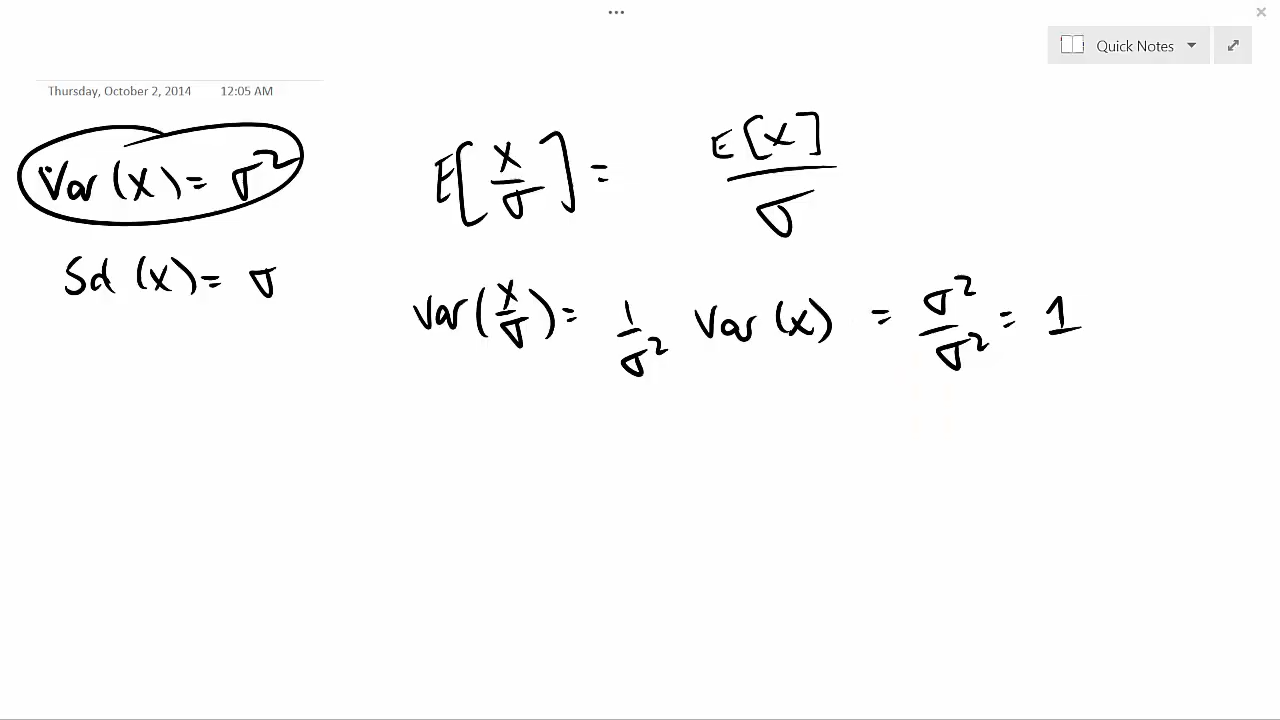 ...
Quick Notes
Thursday, October 2, 2014 12:05 AM
Var (X) = σ²
Sd (X) = σ
E[X/σ] = E[X]/σ
Var(X/σ) = 1/σ² Var (X) = σ²/σ² = 1